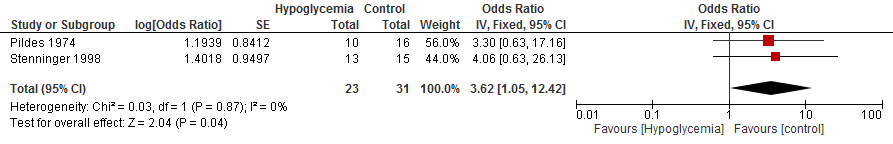 Hypoglycemia Control Odds Ratio Odds Ratio
Study or Subgroup log[Odds Ratio] SE Total Total Weight IV, Fixed, 95% CI IV, Fixed, 95% CI
Pildes 1974 1.1939 0.8412 10 16 56.0% 3.30 [0.63, 17.16]
Stenninger 1998 1.4018 0.9497 13 15 44.0% 4.06 [0.63, 26.13]
Total (95% CI) 23 31 100.0% 3.62 [1.05, 12.42]
Heterogeneity: Chi² = 0.03, df = 1 (P = 0.87); I² = 0%
Test for overall effect: Z = 2.04 (P = 0.04)
0.01 0.1 1 10 100
Favours [Hypoglycemia] Favours [control]